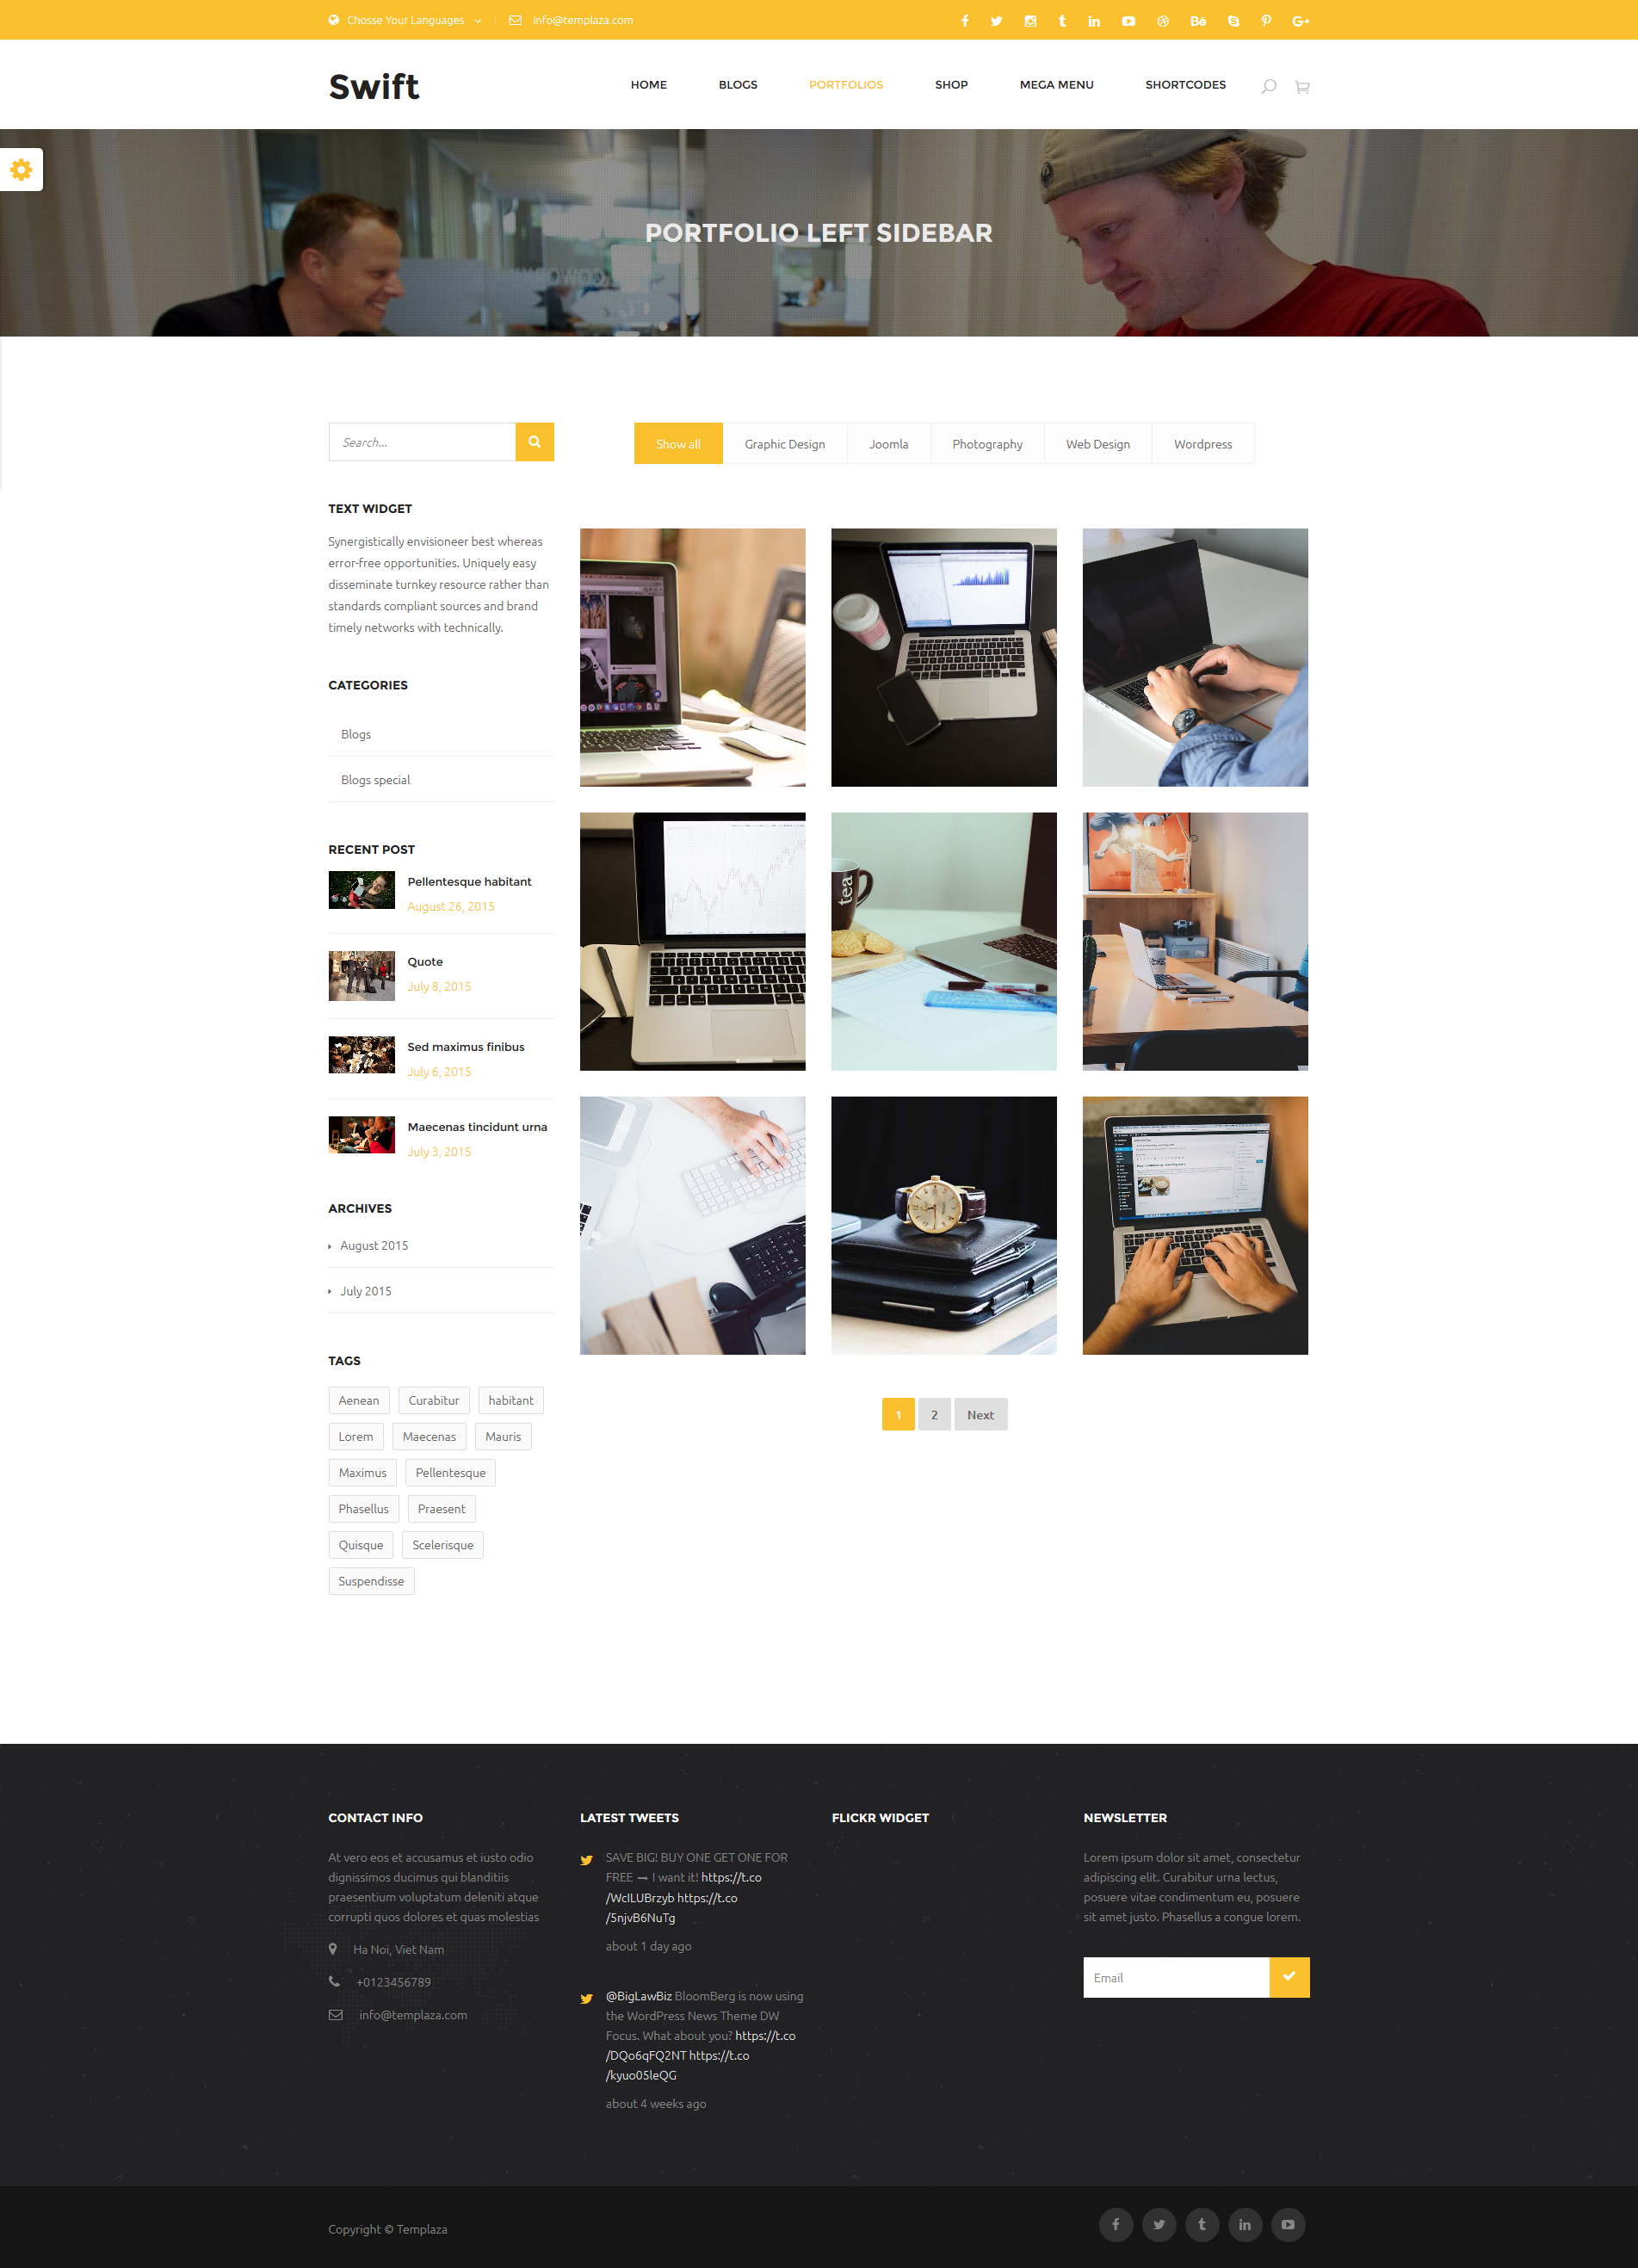 Chosse Your Languages
info@templaza.com
Swift
HOME
BLOGS
PORTFOLIOS
SHOP
MEGA MENU
SHORTCODES
PORTFOLIO LEFT SIDEBAR
Search...
Show all
Graphic Design
Joomla
Photography
Web Design
Wordpress
TEXT WIDGET
Synergistically envisioneer best whereas
error-free opportunities. Uniquely easy
disseminate turnkey resource rather than
standards compliant sources and brand
timely networks with technically.
CATEGORIES
Blogs
Blogs special
RECENT POST
Pellentesque habitant
August 26, 2015
Quote
July 8, 2015
Sed maximus finibus
July 6, 2015
Maecenas tincidunt urna
July 3, 2015
ARCHIVES
August 2015
July 2015
TAGS
Aenean
Curabitur
habitant
Lorem
Maecenas
Mauris
Maximus
Pellentesque
Phasellus
Praesent
Quisque
Scelerisque
Suspendisse
tea
1
2
Next
CONTACT INFO
At vero eos et accusamus et iusto odio
dignissimos ducimus qui blanditiis
praesentium voluptatum deleniti atque
corrupti quos dolores et quas molestias
Ha Noi, Viet Nam
+0123456789
info@templaza.com
LATEST TWEETS
SAVE BIG! BUY ONE GET ONE FOR
FREE → I want it! https://t.co
/WcILUBrzyb https://t.co
/5njvB6NuTg
about 1 day ago
@BigLawBiz BloomBerg is now using
the WordPress News Theme DW
Focus. What about you? https://t.co
/DQo6qFQ2NT https://t.co
/kyuo05leQG
about 4 weeks ago
FLICKR WIDGET
NEWSLETTER
Lorem ipsum dolor sit amet, consectetur
adipiscing elit. Curabitur urna lectus,
posuere vitae condimentum eu, posuere
sit amet justo. Phasellus a congue lorem.
Email
Copyright © Templaza